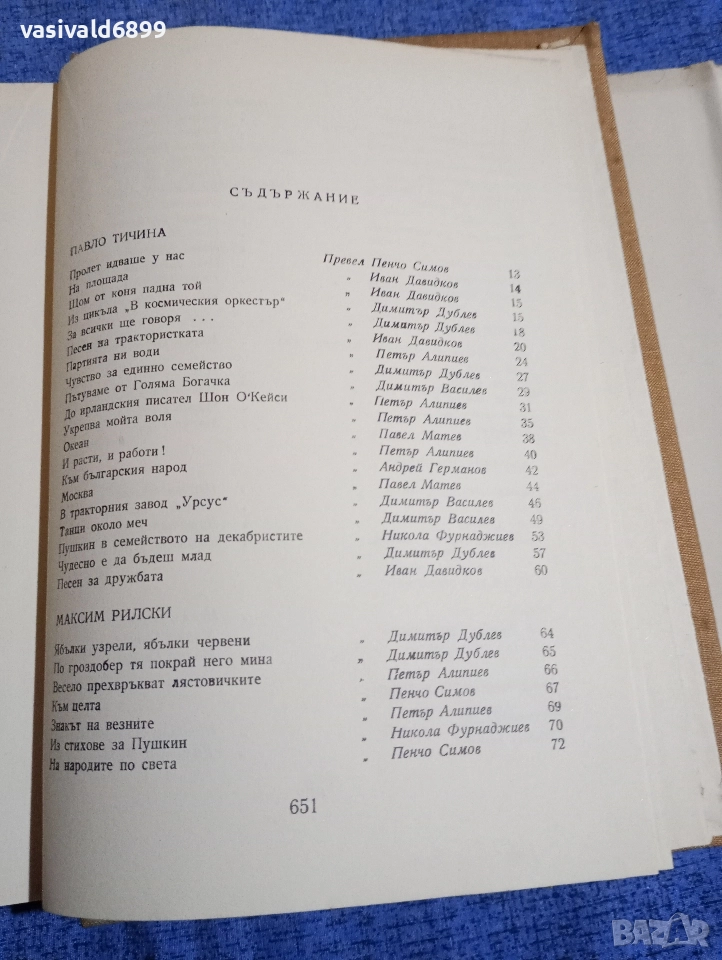 vasivald6899
СЪДЪРЖАНИЕ
ПАВЛО ТИЧИНА
Пролет идваше у нас Превел Пенчо Симов 13
На площада „ Иван Давидков 14
Щом от коня падна той „ Иван Давидков 15
Из цикъла „В космическия оркестър“ „ Димитър Дублев 15
За всички ще говоря . . . „ Димитър Дублев 18
Песен на трактористката „ Иван Давидков 20
Партията ни води „ Петър Алипиев 24
Чувство за единно семейство „ Димитър Дублев 27
Пътуваме от Голяма Богачка „ Димитър Василев 29
До ирландския писател Шон О'Кейси „ Петър Алипиев 31
Укрепва мойта воля „ Петър Алипиев 35
Океан „ Павел Матев 38
И расти, и работи! „ Петър Алипиев 40
Към българския народ „ Андрей Германов 42
Москва „ Павел Матев 44
В тракторния завод „Урсус“ „ Димитър Василев 46
Танци около меч „ Димитър Василев 49
Пушкин в семейството на декабристите „ Никола Фурнаджиев 53
Чудесно е да бъдеш млад „ Димитър Дублев 57
Песен за дружбата „ Иван Давидков 60
МАКСИМ РИЛСКИ
Ябълки узрели, ябълки червени „ Димитър Дублев 64
По гроздобер тя покрай него мина „ Димитър Дублев 65
Весело прехвръкват лястовичките „ Петър Алипиев 66
Към целта „ Пенчо Симов 67
Знакът на везните „ Петър Алипиев 69
Из стихове за Пушкин „ Никола Фурнаджиев 70
На народите по света „ Пенчо Симов 72
651
BAZAR